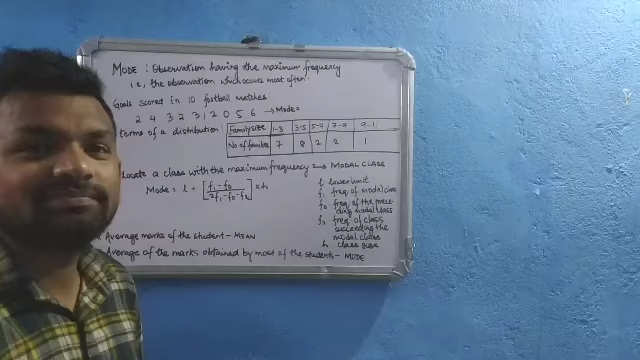 MODE : Observation having the maximum frequency
i.e, the observation which occurs most often.
Goals scored in 10 football matches:
2 4 3 2 3 1 2 0 5 6 → Mode=
terms of a distribution:
Family size 1-3 3-5 5-7 7-9 9-1
No of families 7 8 2 2 1
Locate a class with the maximum frequency → MODAL CLASS
Mode = l + [f₁-f₀ / 2f₁-f₀-f₂] × h
l lower limit
f₁ freq of modal class
f₀ freq. of the prece-
ding modal class
f₂ freq of class
succeeding the
modal class
h class size
Average marks of the student - MEAN
Average of the marks obtained by most of the students - MODE